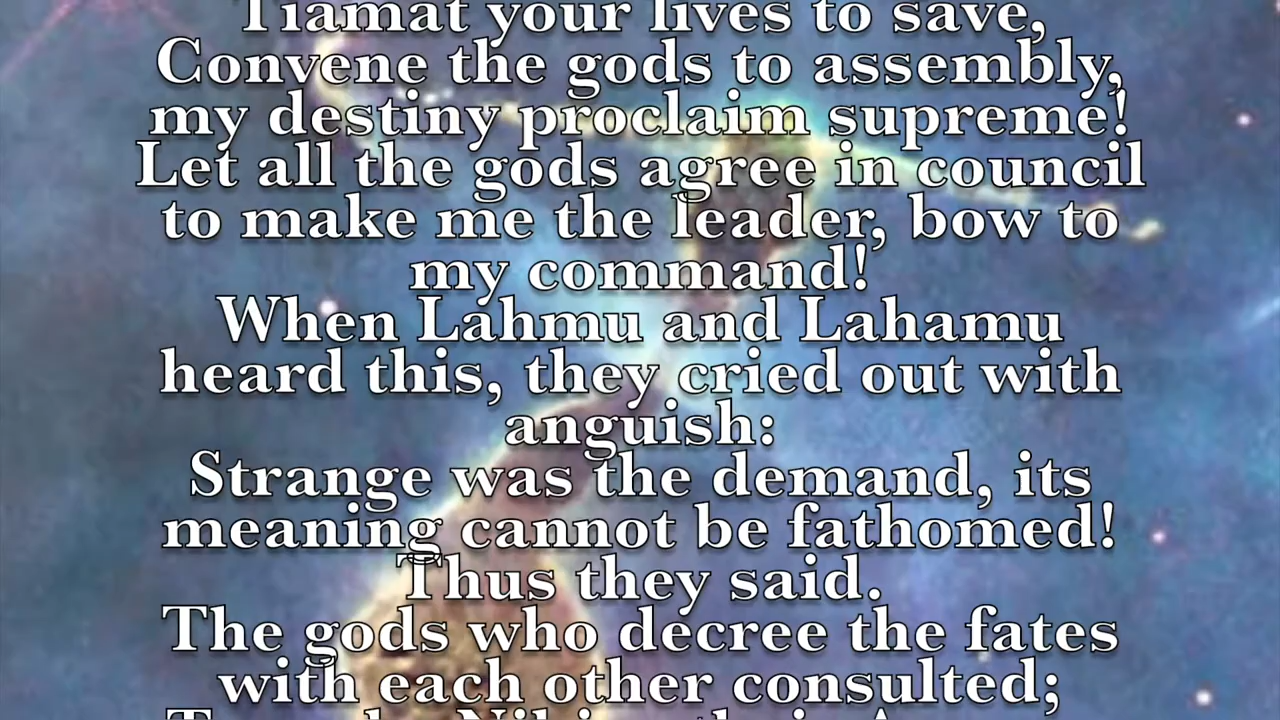 Tiamat your lives to save,
Convene the gods to assembly,
my destiny proclaim supreme!
Let all the gods agree in council
to make me the leader, bow to
my command!
When Lahmu and Lahamu
heard this, they cried out with
anguish:
Strange was the demand, its
meaning cannot be fathomed!
Thus they said.
The gods who decree the fates
with each other consulted;